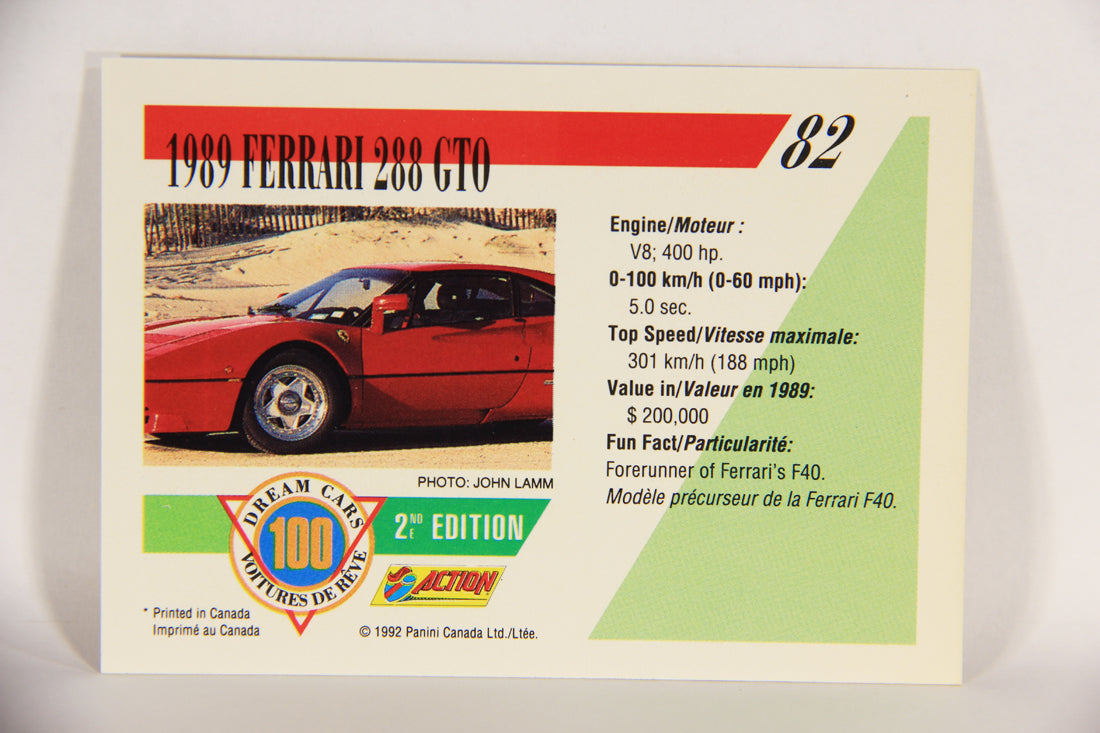 1989 FERRARI 288 GTO
82
Engine/Moteur :
V8; 400 hp.
0-100 km/h (0-60 mph):
5.0 sec.
Top Speed/Vitesse maximale:
301 km/h (188 mph)
Value in/Valeur en 1989:
$ 200,000
Fun Fact/Particularité:
Forerunner of Ferrari's F40.
Modèle précurseur de la Ferrari F40.
PHOTO: JOHN LAMM
DREAM CARS
100
VOITURES DE RÊVE
2ND E EDITION
ACTION
* Printed in Canada
Imprimé au Canada
© 1992 Panini Canada Ltd./Ltée.